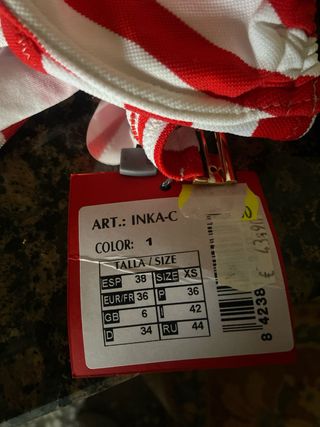 ART.: INKA-C
COLOR: 1
TALLA / SIZE
ESP 38 SIZE XS
EUR/FR 36 P 36
GB 6 I 42
D 34 RU 44
8 4238